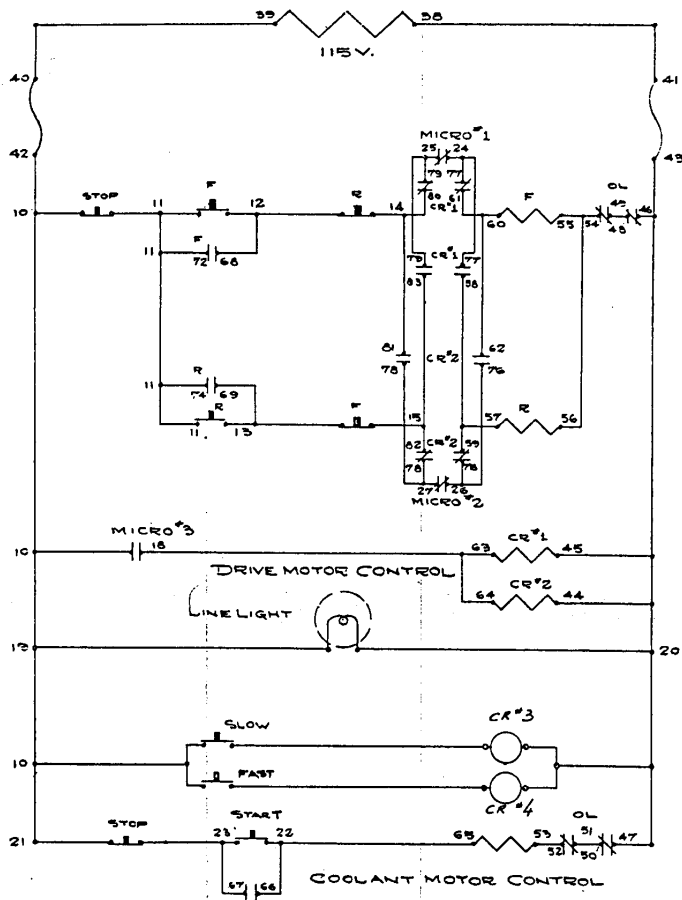 39 38
115 V.
40 41
42 43
MICRO #1
25 24
79 77
80 61
CR #1
10 STOP 11 F 12 R 14 60 F 55 54 OL 49 48 46
11 F 72 68
79 CR #1 77
83 58
81 62
78 CR #2 76
11 R 74 69
11 R 13 F 15 57 R 56
82 CR #2 59
78 78
27 26
MICRO #2
MICRO #3
16 18 63 CR #1 45
DRIVE MOTOR CONTROL
64 CR #2 44
LINE LIGHT
19 20
SLOW CR #3
19
FAST CR #4
STOP START OL
21 23 22 65 53 52 51 50 47
67 66
COOLANT MOTOR CONTROL